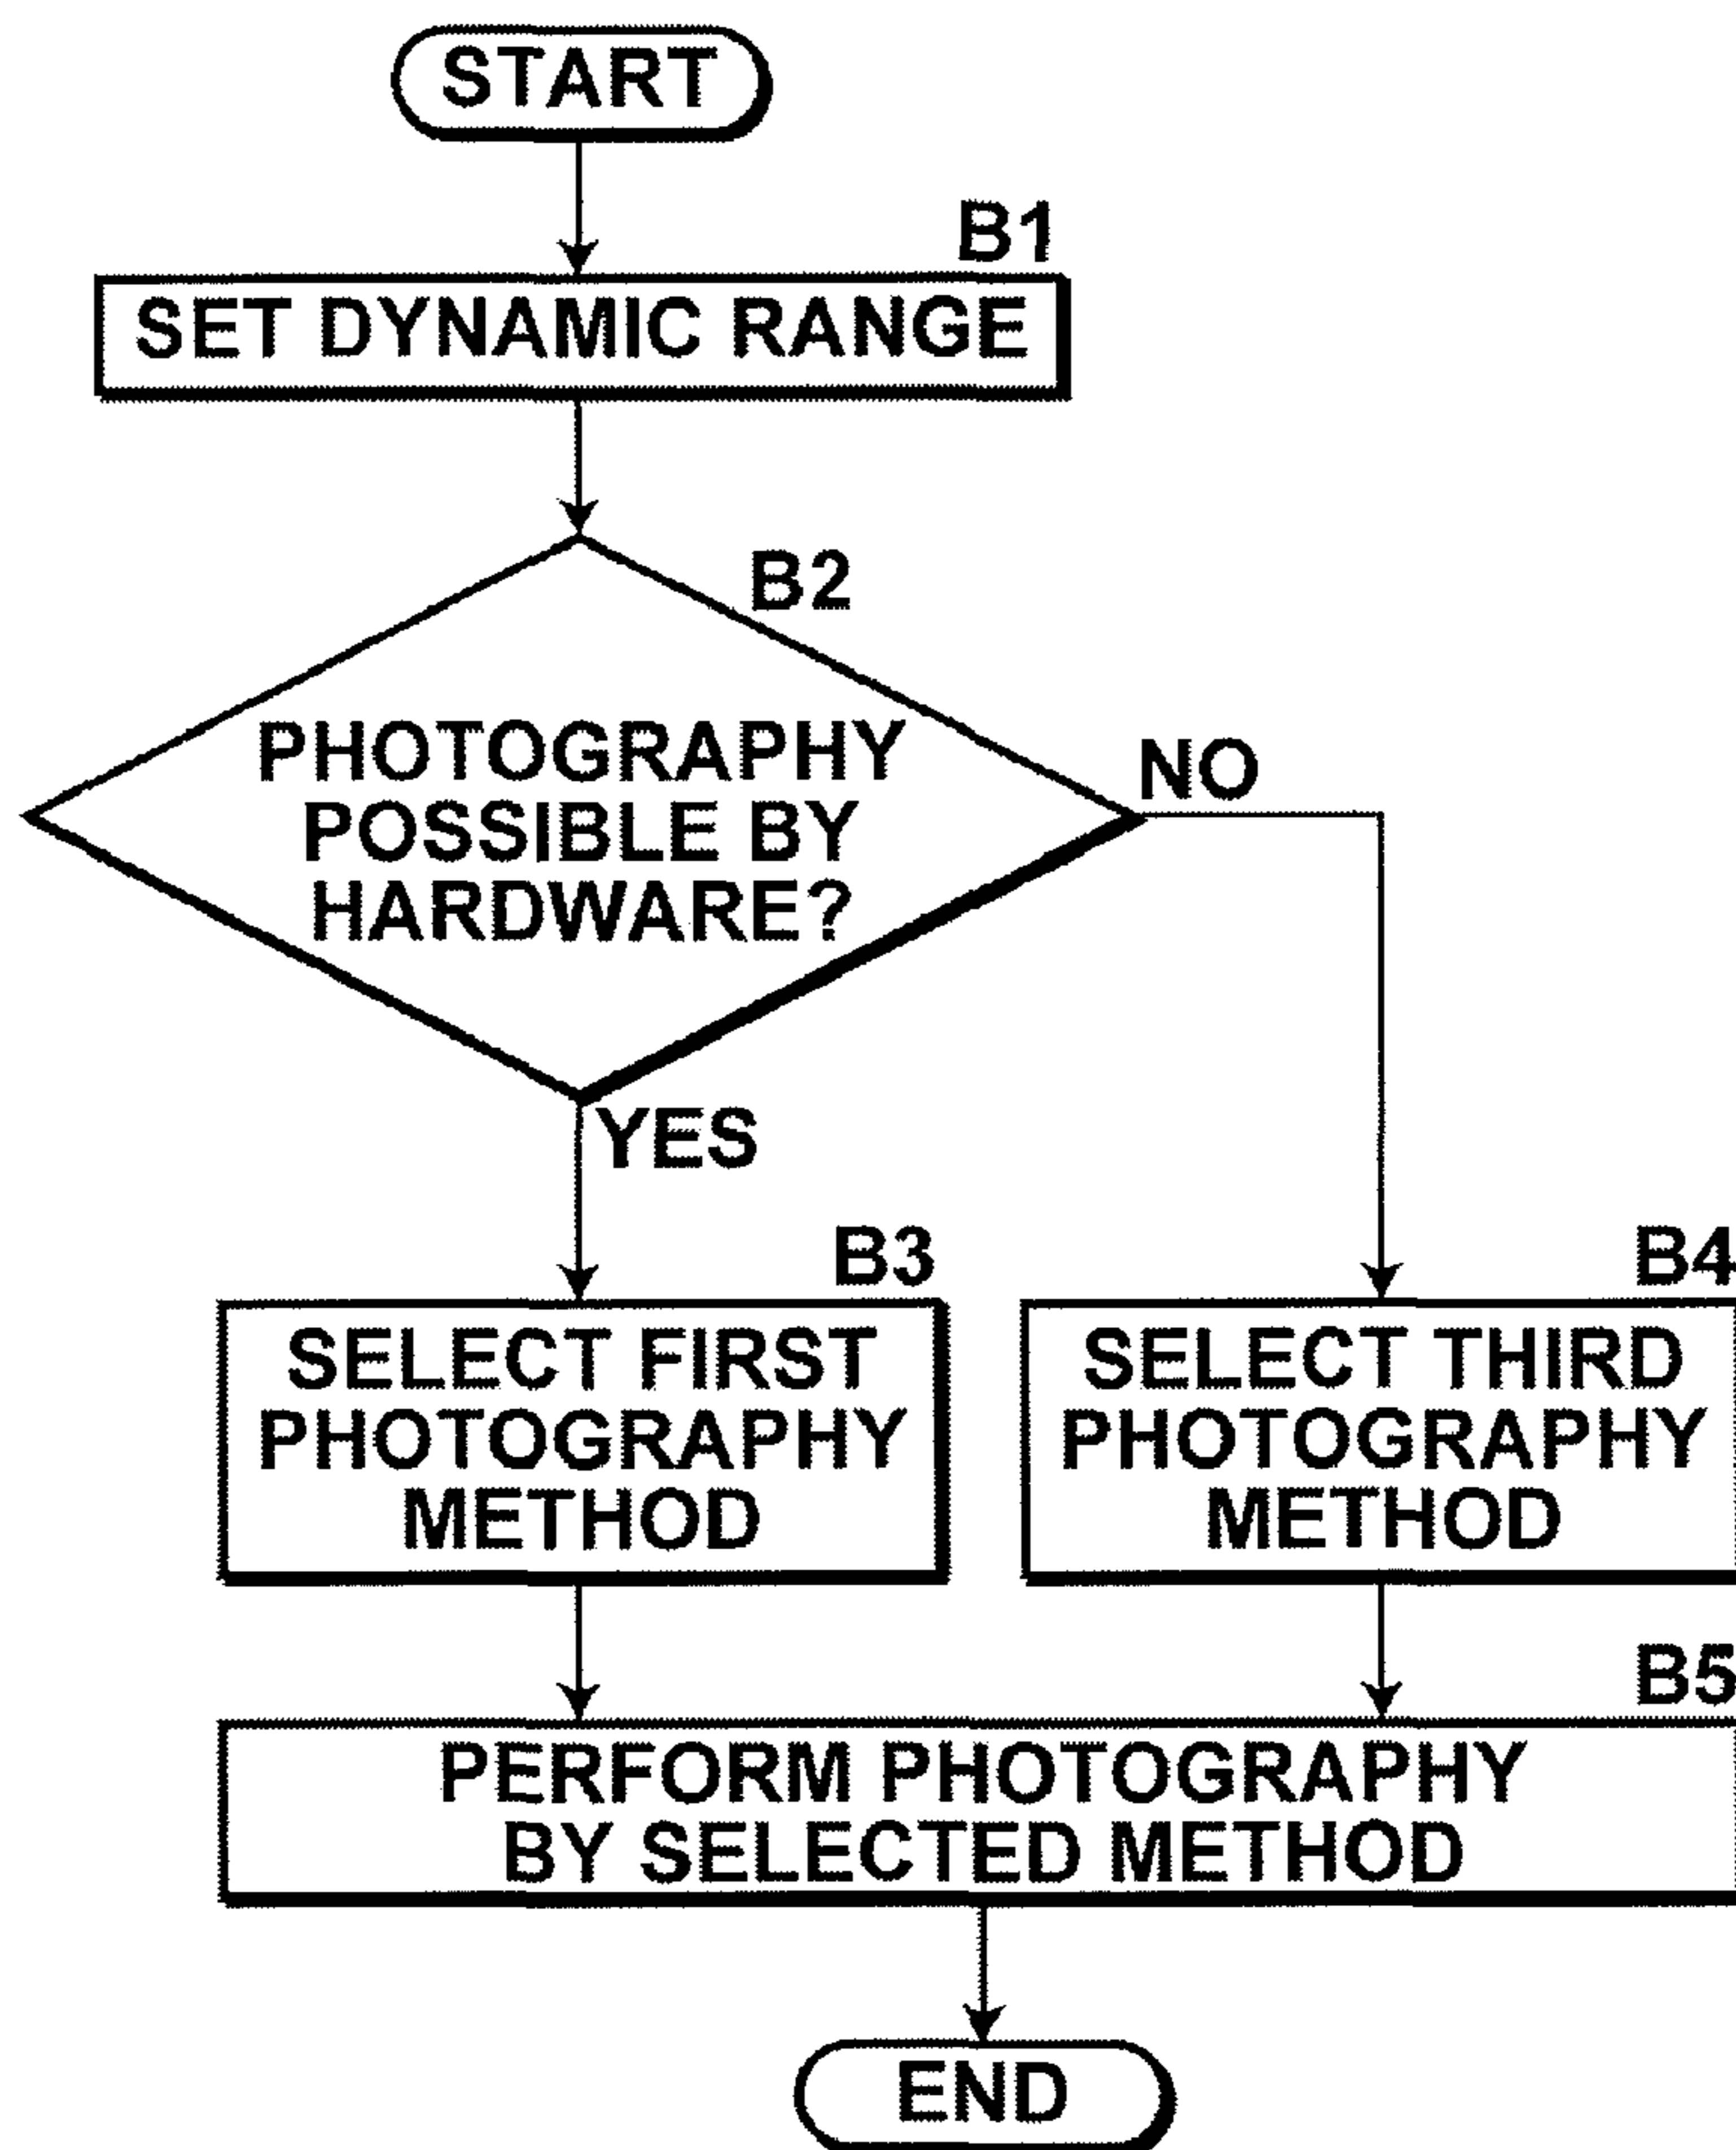 START
B1
SET DYNAMIC RANGE
B2
PHOTOGRAPHY
POSSIBLE BY
HARDWARE?
NO
YES
B3
SELECT FIRST
PHOTOGRAPHY
METHOD
B4
SELECT THIRD
PHOTOGRAPHY
METHOD
B5
PERFORM PHOTOGRAPHY
BY SELECTED METHOD
END